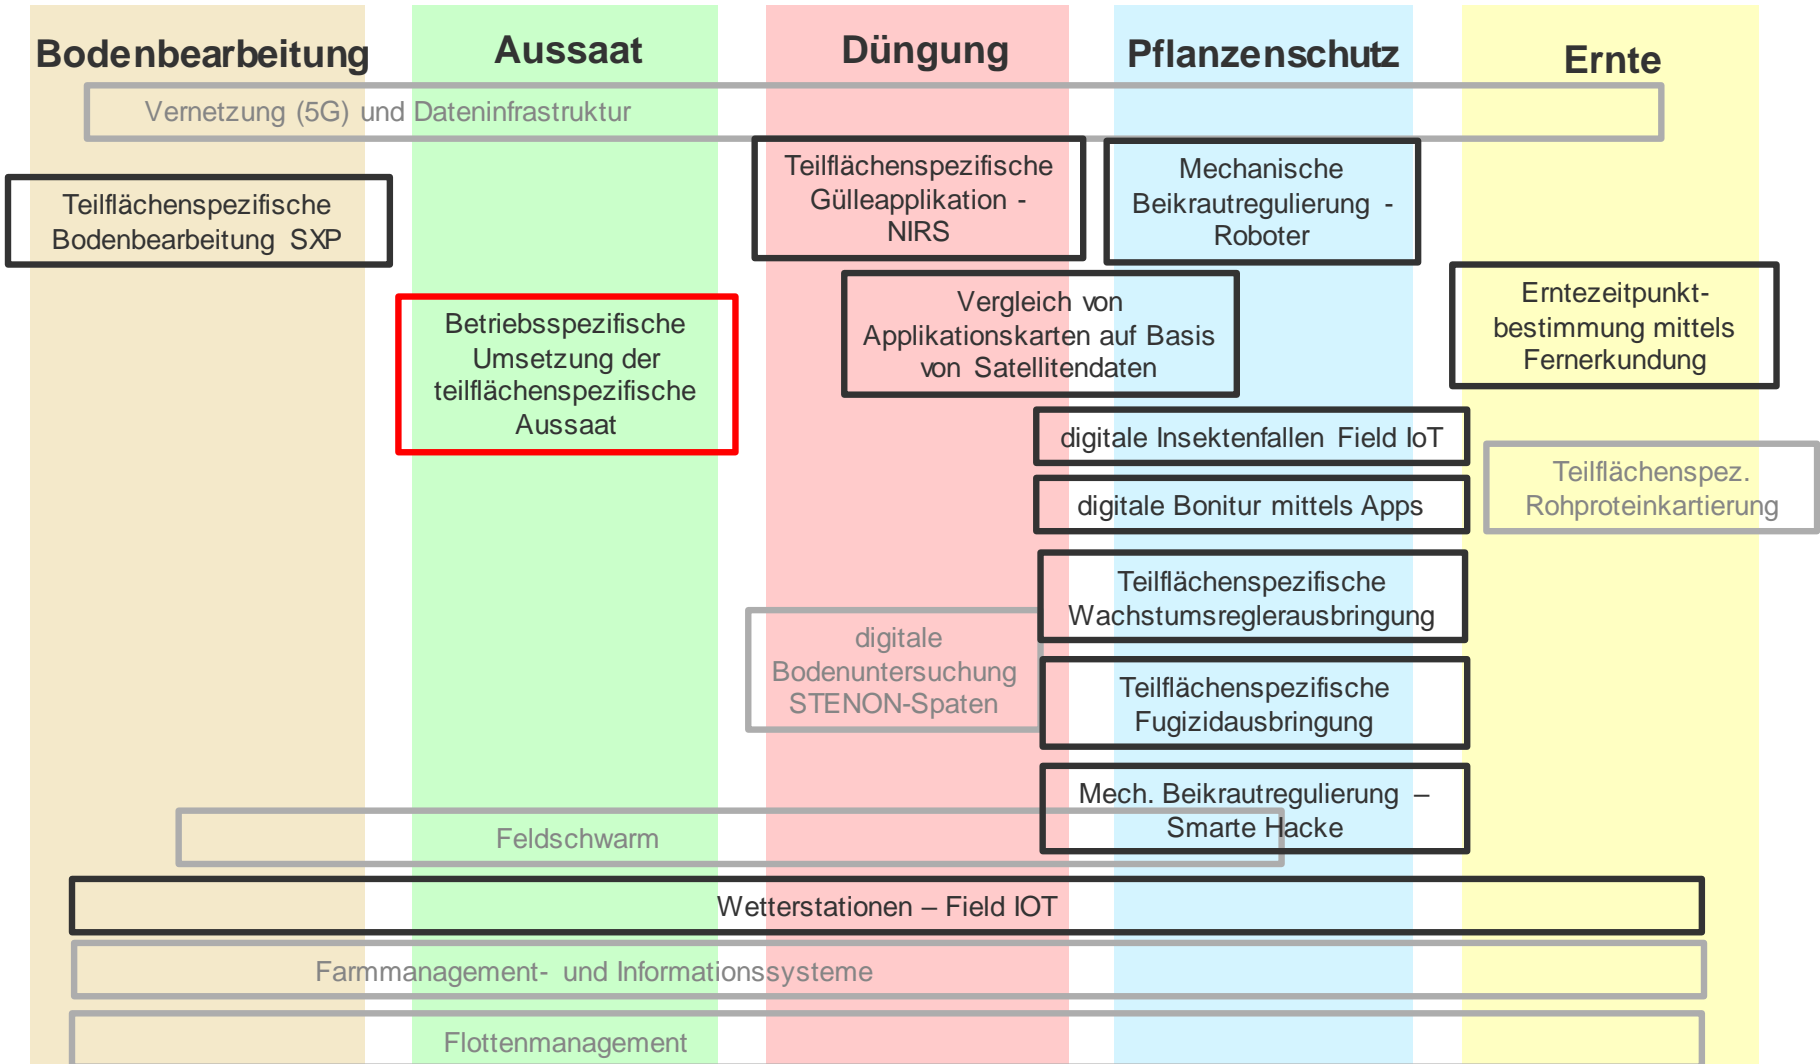 Bodenbearbeitung
Aussaat
Düngung
Pflanzenschutz
Ernte
Vernetzung (5G) und Dateninfrastruktur
Teilflächenspezifische
Bodenbearbeitung SXP
Teilflächenspezifische
Gülleapplikation -
NIRS
Mechanische
Beikrautregulierung -
Roboter
Betriebsspezifische
Umsetzung der
teilflächenspezifische
Aussaat
Vergleich von
Applikationskarten auf Basis
von Satellitendaten
Erntezeitpunkt-
bestimmung mittels
Fernerkundung
digitale Insektenfallen Field IoT
digitale Bonitur mittels Apps
Teilflächenspez.
Rohproteinkartierung
Teilflächenspezifische
Wachstumsreglerausbringung
digitale
Bodenuntersuchung
STENON-Spaten
Teilflächenspezifische
Fugizidausbringung
Mech. Beikrautregulierung –
Smarte Hacke
Feldschwarm
Wetterstationen – Field IOT
Farmmanagement- und Informationssysteme
Flottenmanagement